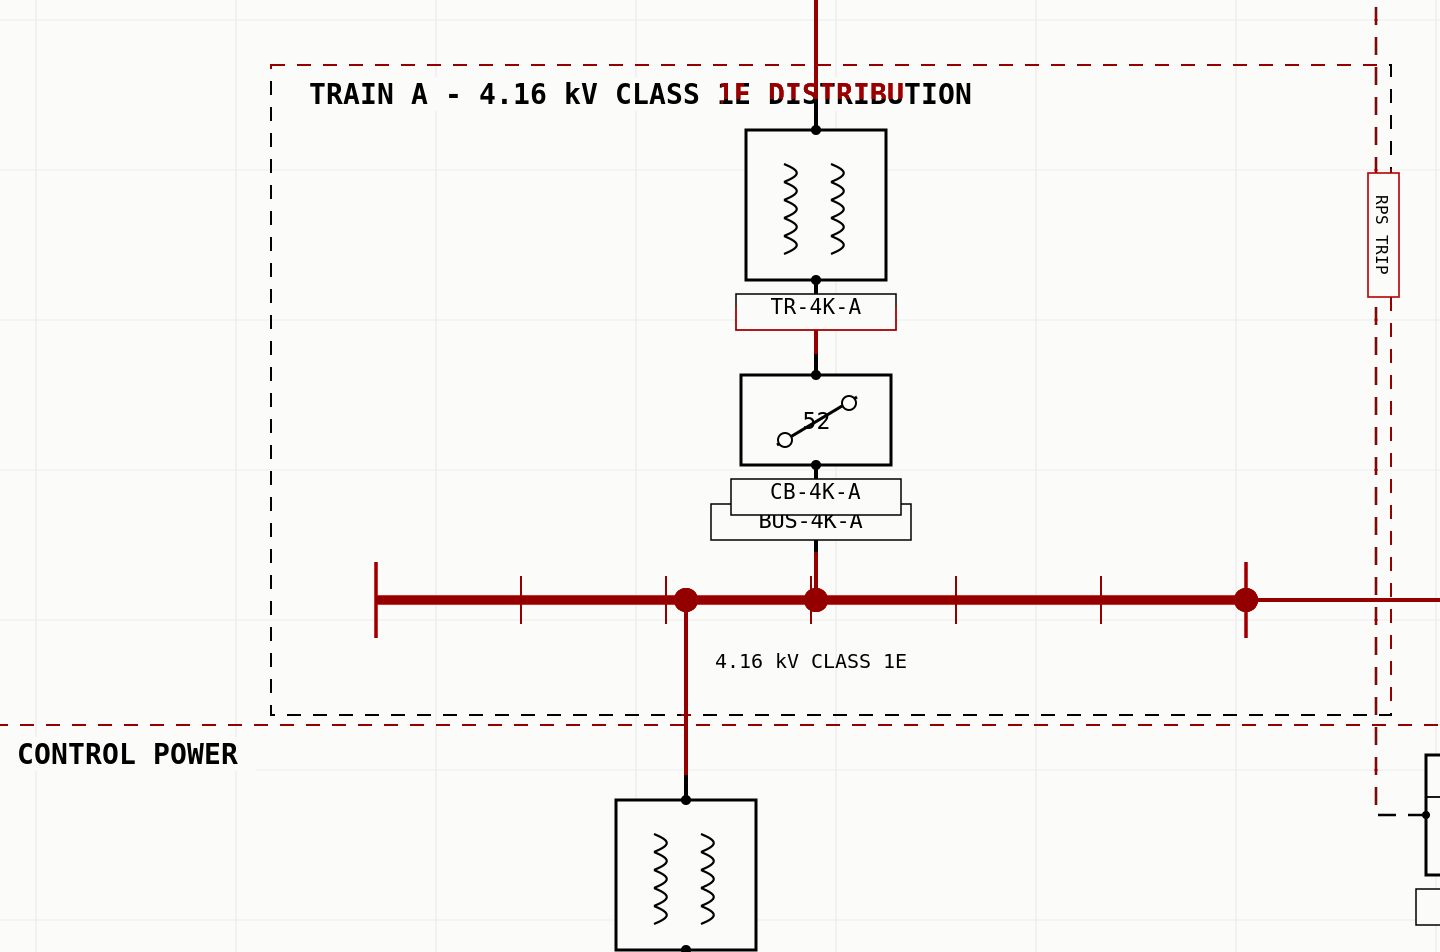 TRAIN A - 4.16 kV CLASS 1E DISTRIBUTION
RPS TRIP
TR-4K-A
52
CB-4K-A
BUS-4K-A
4.16 kV CLASS 1E
CONTROL POWER